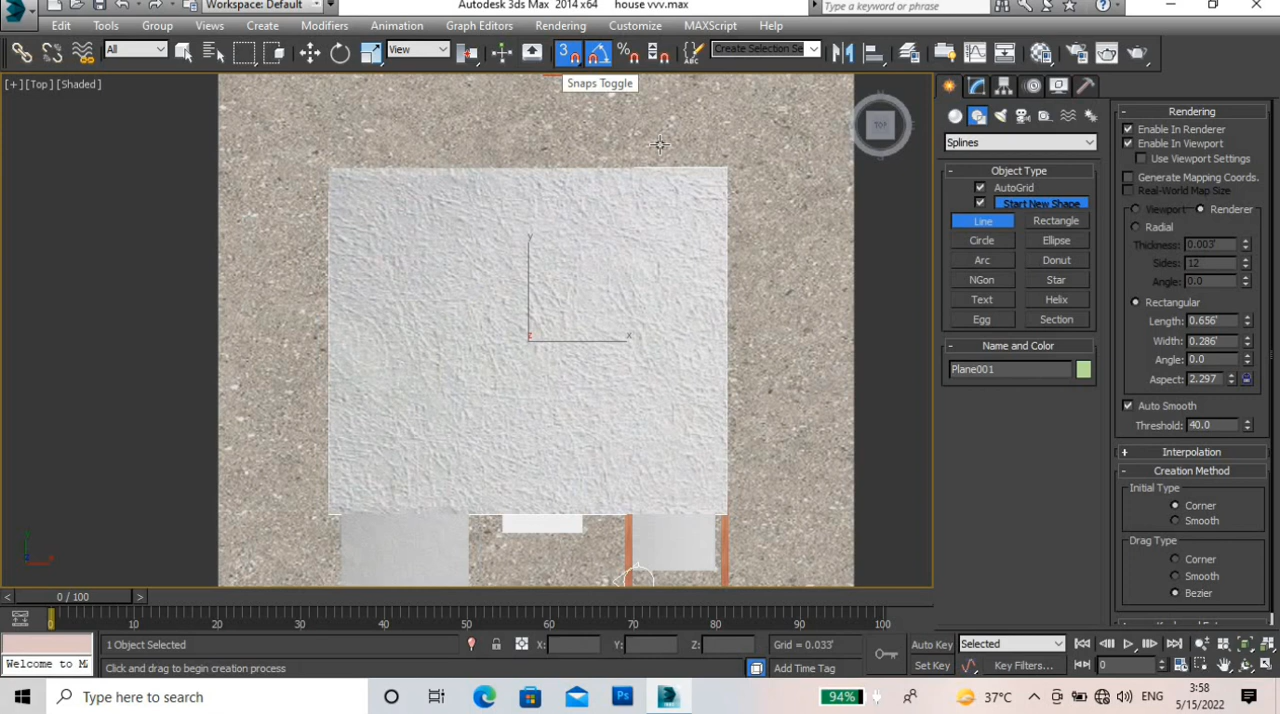 Workspace: Default
Autodesk 3ds Max 2014 x64
house vvv.max
Type a keyword or phrase
Edit Tools Group Views Create Modifiers Animation Graph Editors Rendering Customize MAXScript Help
All
View
3
Create Selection Se
[+] [Top] [Shaded]
Snaps Toggle
TOP
y
x
z
Splines
Object Type
AutoGrid
Start New Shape
Line Rectangle
Circle Ellipse
Arc Donut
NGon Star
Text Helix
Egg Section
Name and Color
Plane001
Rendering
Enable In Renderer
Enable In Viewport
Use Viewport Settings
Generate Mapping Coords.
Real-World Map Size
Viewport Renderer
Radial
Thickness: 0.003'
Sides: 12
Angle: 0.0
Rectangular
Length: 0.656'
Width: 0.286'
Angle: 0.0
Aspect: 2.297
Auto Smooth
Threshold: 40.0
Interpolation
Creation Method
Initial Type
Corner
Smooth
Drag Type
Corner
Smooth
Bezier
0 / 100
0 10 20 30 40 50 60 70 80 90 100
1 Object Selected
X: Y: Z:
Grid = 0.033'
Auto Key Selected
Welcome to M
Click and drag to begin creation process
Add Time Tag
Set Key
Key Filters...
0
Type here to search
94%
37°C
ENG
3:58
5/15/2022